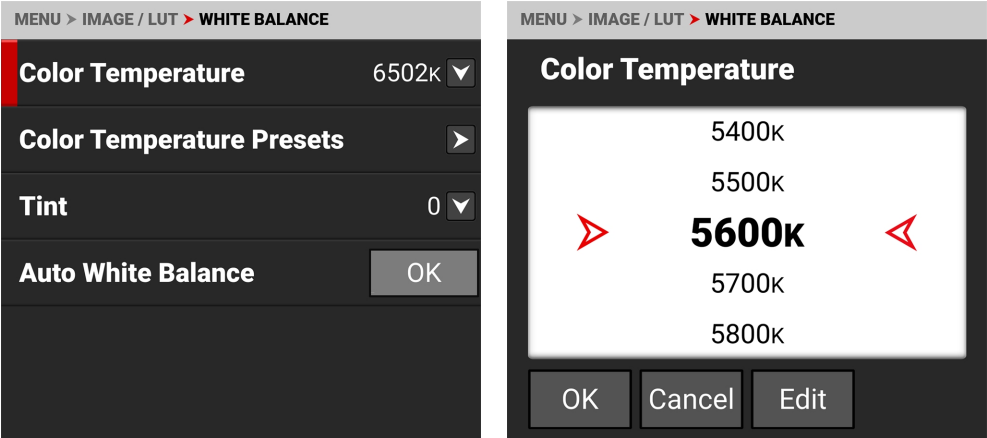 MENU > IMAGE / LUT > WHITE BALANCE
Color Temperature 6502K
Color Temperature Presets
Tint 0
Auto White Balance OK
MENU > IMAGE / LUT > WHITE BALANCE
Color Temperature
5400K
5500K
5600K
5700K
5800K
OK Cancel Edit